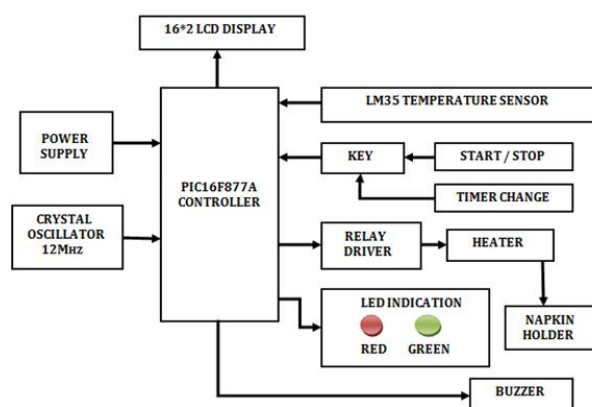 16*2 LCD DISPLAY
LM35 TEMPERATURE SENSOR
POWER
SUPPLY
KEY
START / STOP
PIC16F877A
CONTROLLER
TIMER CHANGE
CRYSTAL
OSCILLATOR
12MHZ
RELAY
DRIVER
HEATER
LED INDICATION
RED GREEN
NAPKIN
HOLDER
BUZZER